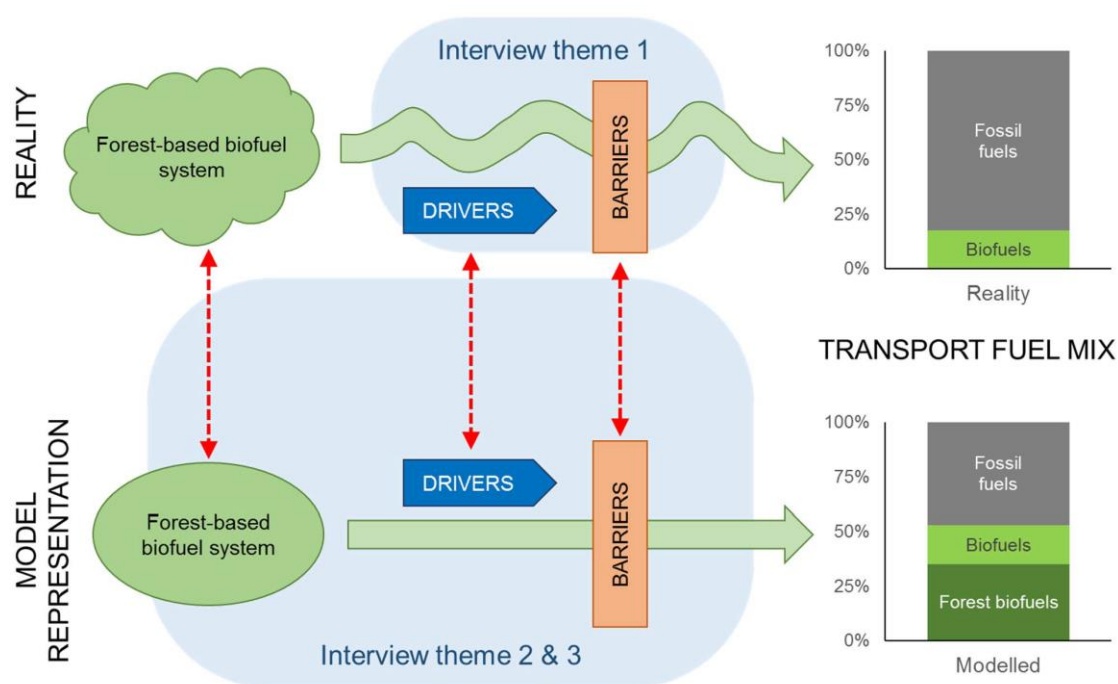 REALITY
Forest-based biofuel
system
Interview theme 1
DRIVERS
BARRIERS
100%
75%
50%
25%
0%
Fossil
fuels
Biofuels
Reality
TRANSPORT FUEL MIX
MODEL
REPRESENTATION
Forest-based
biofuel system
DRIVERS
BARRIERS
Interview theme 2 & 3
100%
75%
50%
25%
0%
Fossil
fuels
Biofuels
Forest biofuels
Modelled